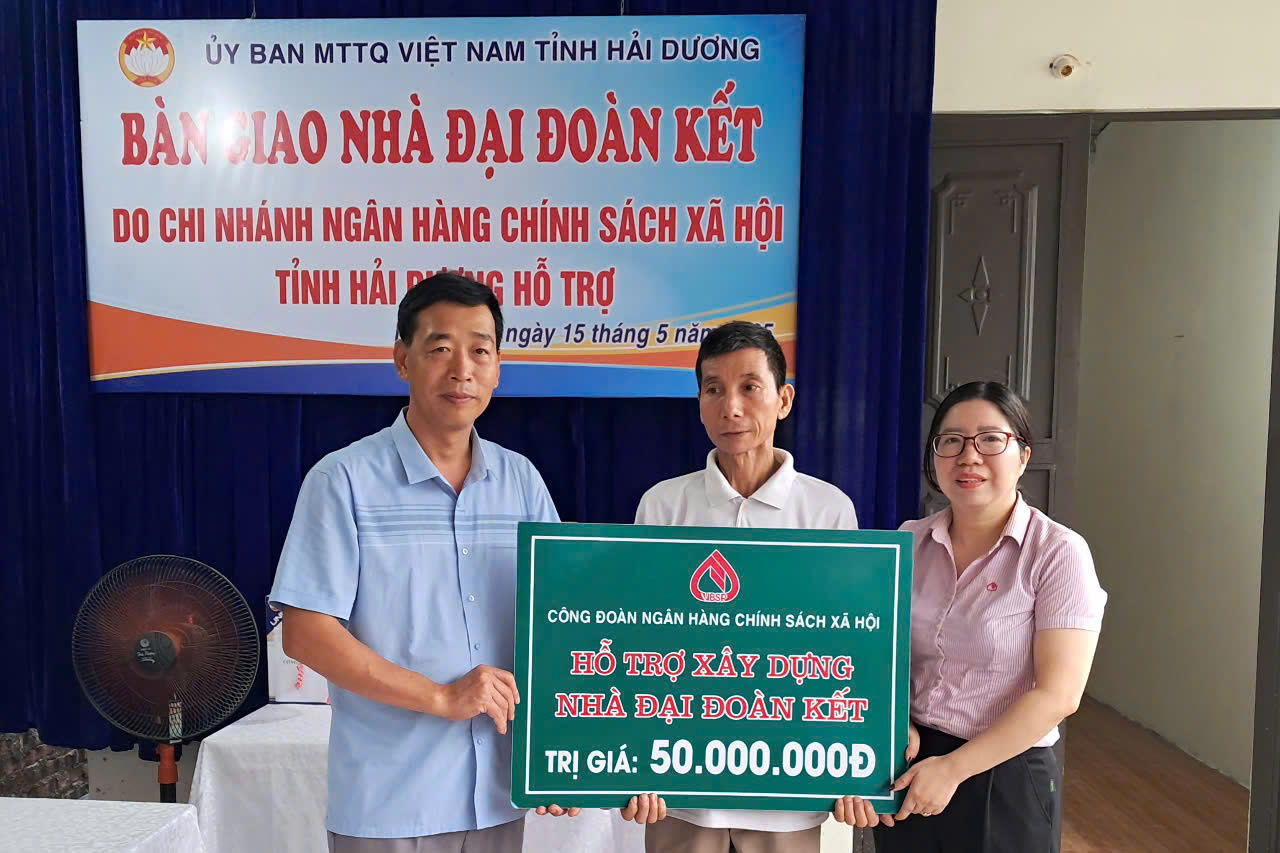 ỦY BAN MTTQ VIỆT NAM TỈNH HẢI DƯƠNG
BÀN GIAO NHÀ ĐẠI ĐOÀN KẾT
DO CHI NHÁNH NGÂN HÀNG CHÍNH SÁCH XÃ HỘI
TỈNH HẢI DƯƠNG HỖ TRỢ
ngày 15 tháng 5
VBSP
CÔNG ĐOÀN NGÂN HÀNG CHÍNH SÁCH XÃ HỘI
HỖ TRỢ XÂY DỰNG
NHÀ ĐẠI ĐOÀN KẾT
TRỊ GIÁ: 50.000.000Đ